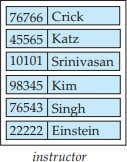 76766 Crick
45565 Katz
10101 Srinivasan
98345 Kim
76543 Singh
22222 Einstein
instructor